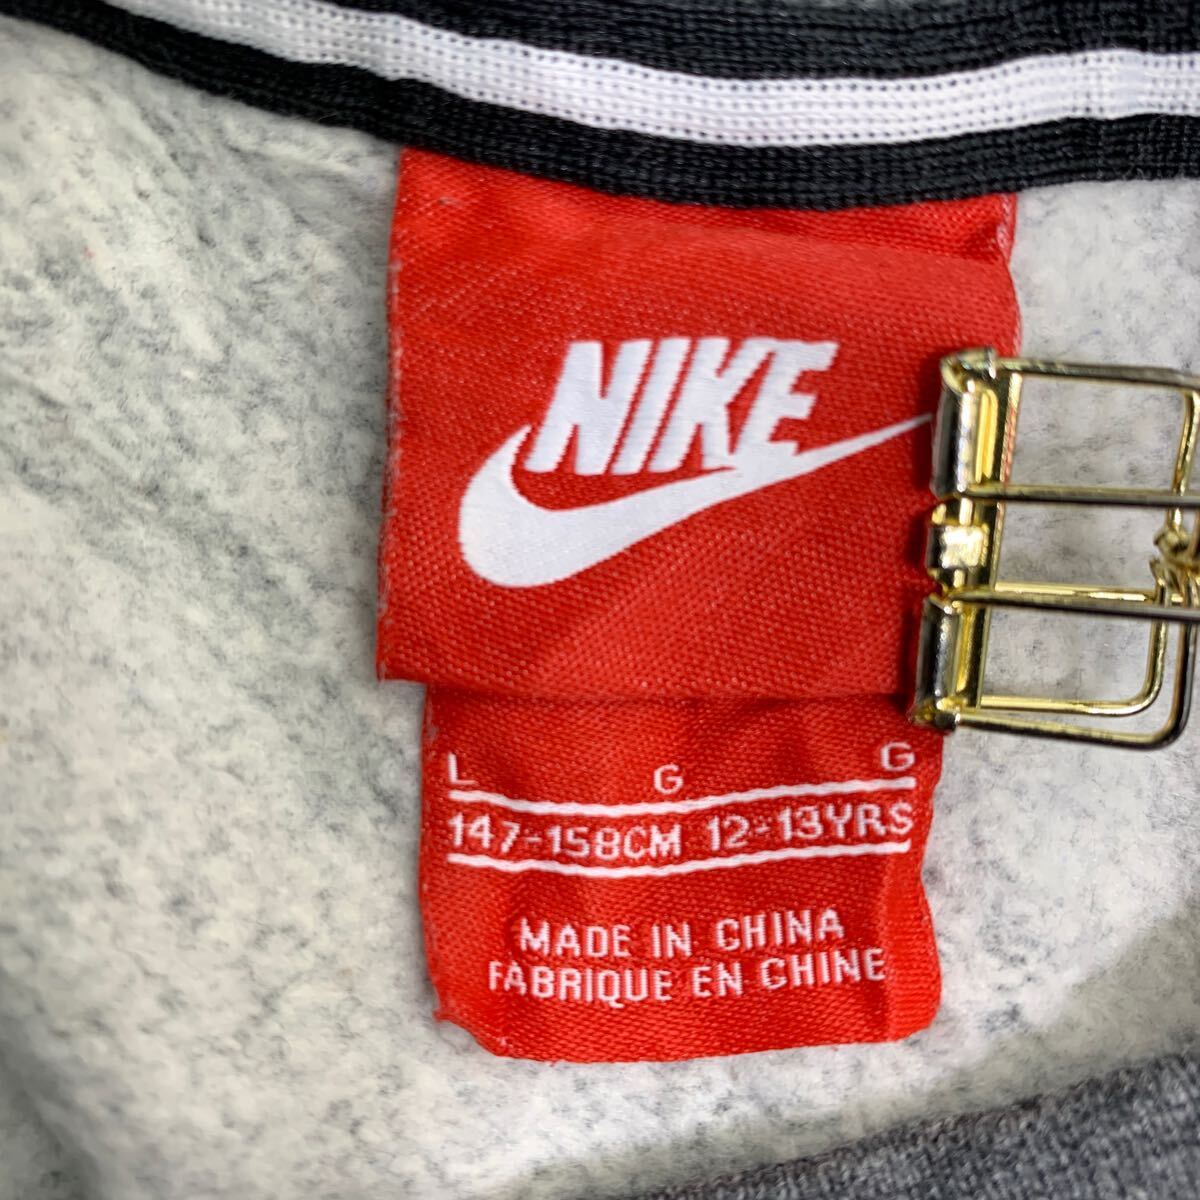 NIKE
L G G
147-158CM 12-13YRS
MADE IN CHINA
FABRIQUE EN CHINE